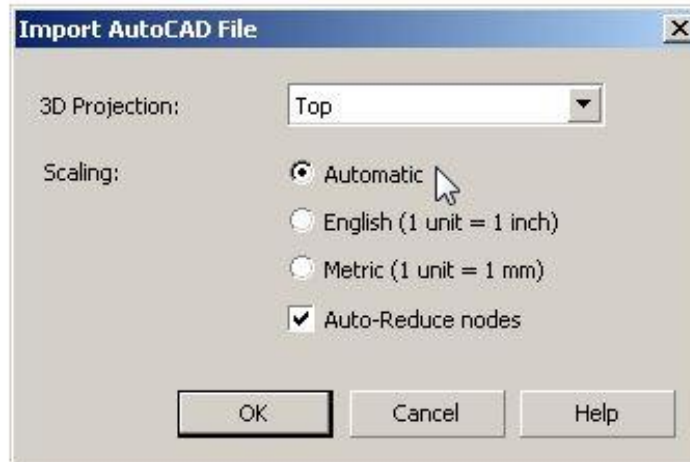 Import AutoCAD File
3D Projection: Top
Scaling: Automatic
English (1 unit = 1 inch)
Metric (1 unit = 1 mm)
Auto-Reduce nodes
OK Cancel Help